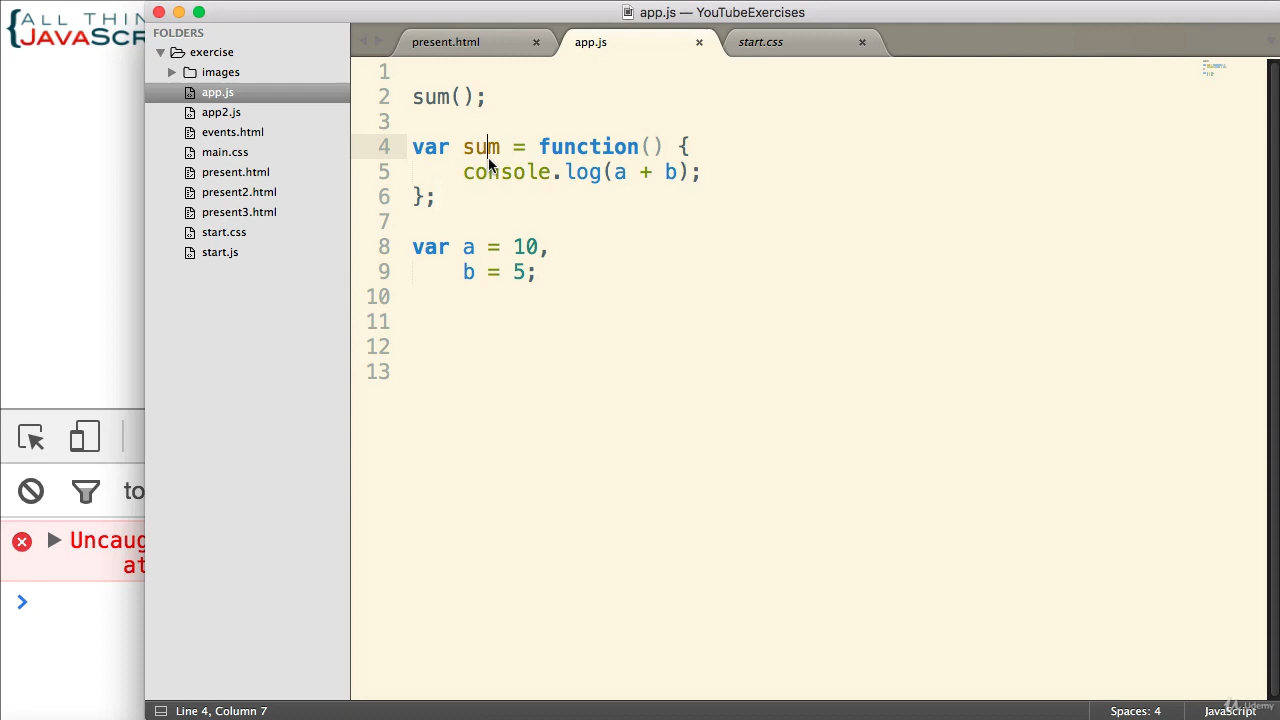 {ALL THIN
JAVASCR
app.js — YouTubeExercises
FOLDERS
exercise
images
app.js
app2.js
events.html
main.css
present.html
present2.html
present3.html
start.css
start.js
present.html × app.js × start.css ×
1
2 sum();
3
4 var sum = function() {
5 console.log(a + b);
6 };
7
8 var a = 10,
9 b = 5;
10
11
12
13
to
Uncaug
at
Line 4, Column 7
Spaces: 4
JavaScript
Udemy